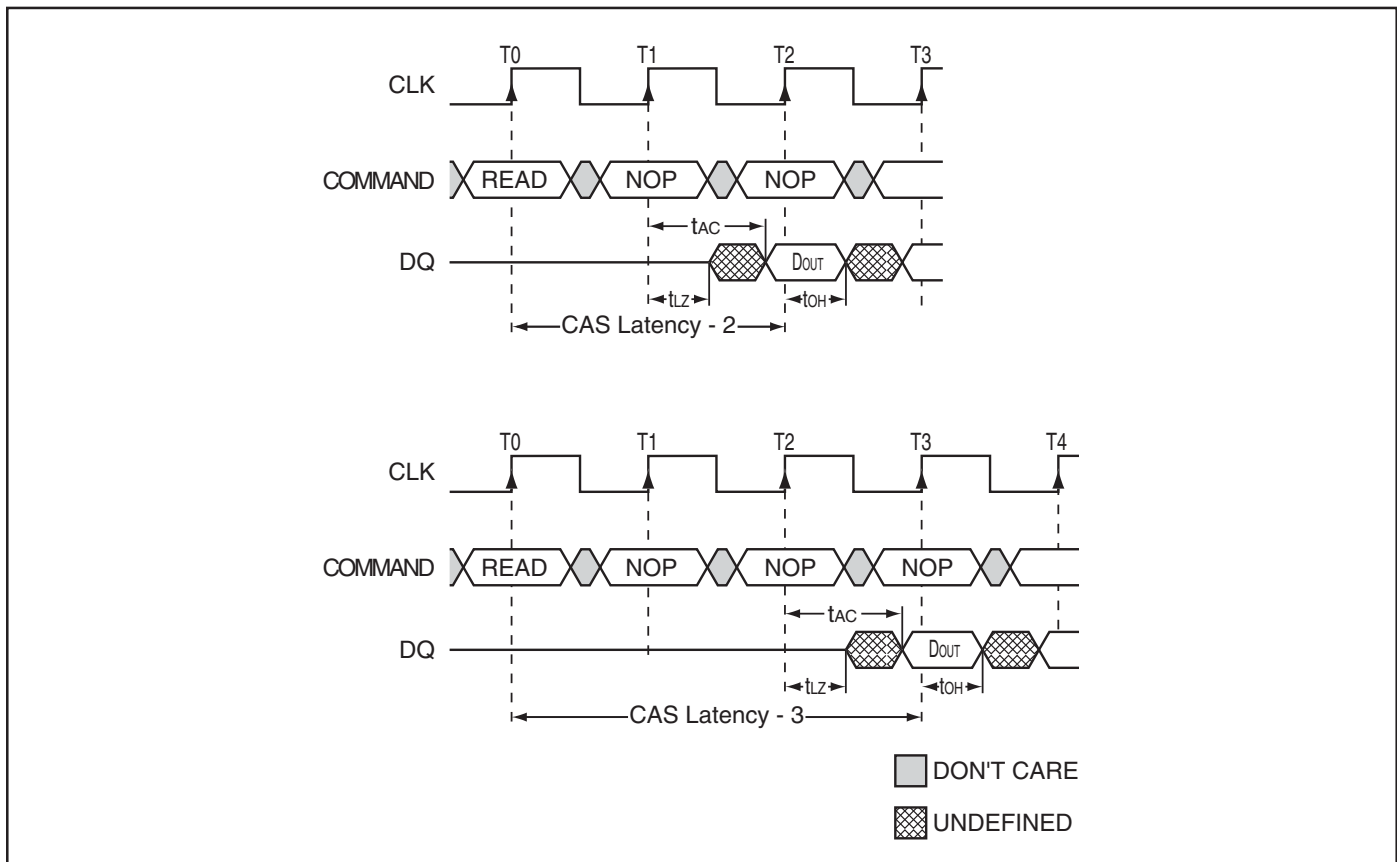 T0 T1 T2 T3
CLK
COMMAND READ NOP NOP
tAC
DQ DOUT
tLZ tOH
CAS Latency - 2
T0 T1 T2 T3 T4
CLK
COMMAND READ NOP NOP NOP
tAC
DQ DOUT
tLZ tOH
CAS Latency - 3
DON'T CARE
UNDEFINED